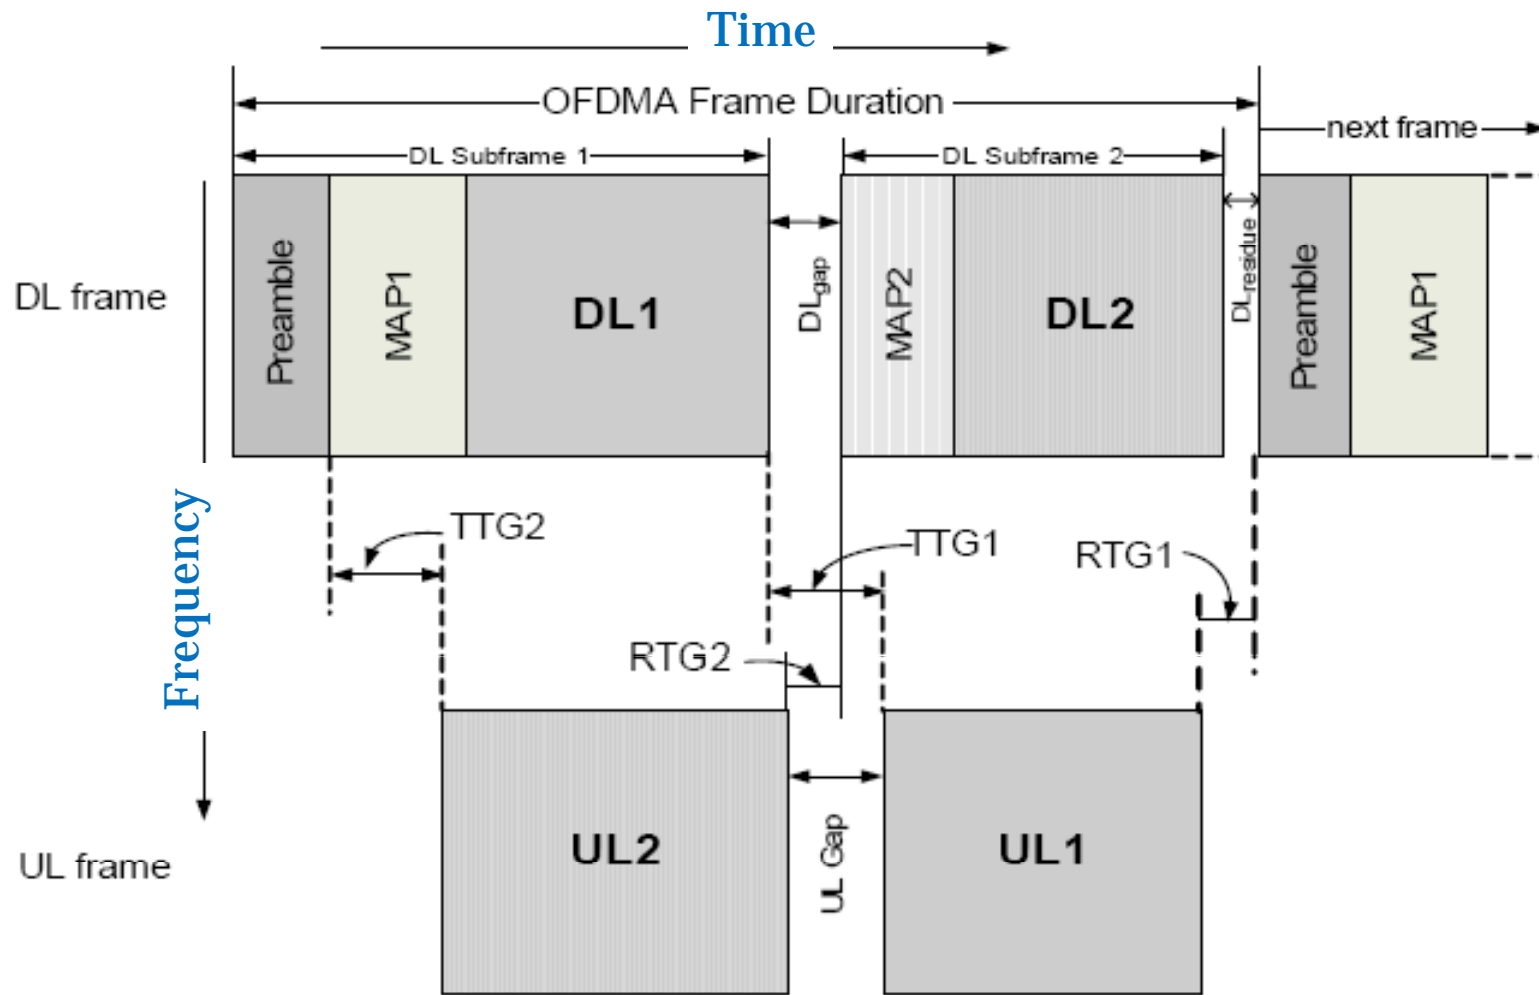 Time
OFDMA Frame Duration
next frame
DL Subframe 1
DL Subframe 2
DL frame
Preamble
MAP1
DL1
DLgap
MAP2
DL2
DLresidue
Preamble
MAP1
Frequency
TTG2
TTG1
RTG1
RTG2
UL frame
UL2
UL Gap
UL1